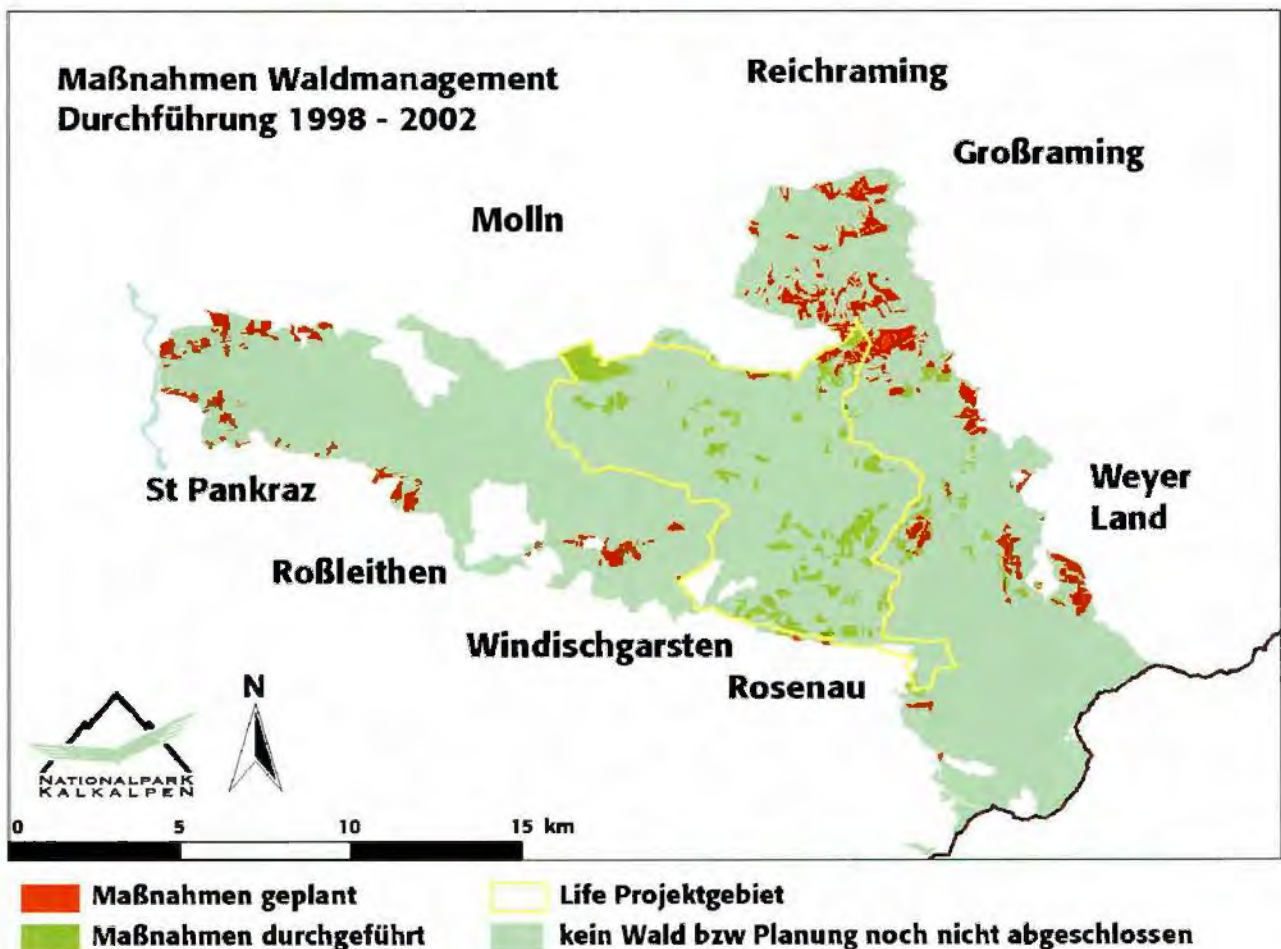 Maßnahmen Waldmanagement
Durchführung 1998 - 2002
Reichraming
Großraming
Molln
St Pankraz
Weyer
Land
Roßleithen
Windischgarsten
Rosenau
N
NATIONALPARK
KALKALPEN
0 5 10 15 km
Maßnahmen geplant
Life Projektgebiet
Maßnahmen durchgeführt
kein Wald bzw Planung noch nicht abgeschlossen